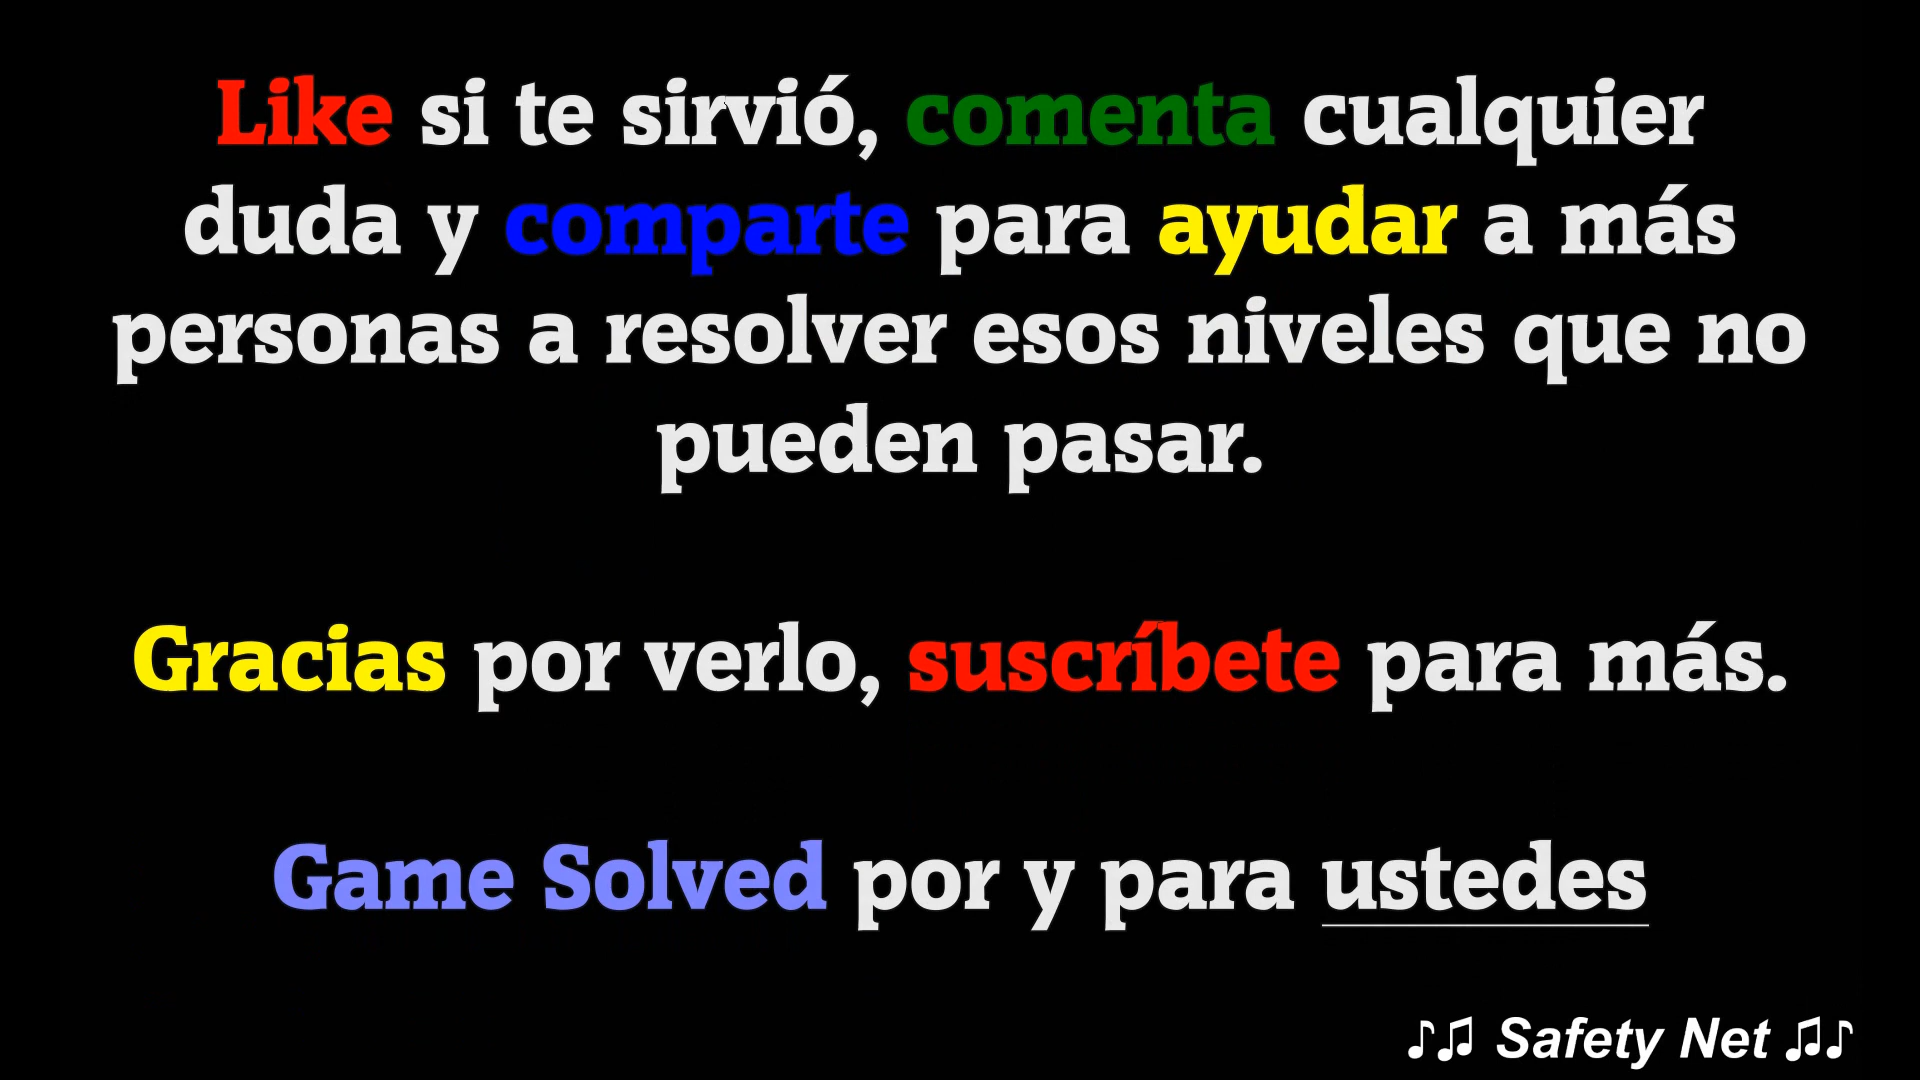 Like si te sirvió, comenta cualquier
duda y comparte para ayudar a más
personas a resolver esos niveles que no
pueden pasar.
Gracias por verlo, suscríbete para más.
Game Solved por y para ustedes
♪♫ Safety Net ♫♪